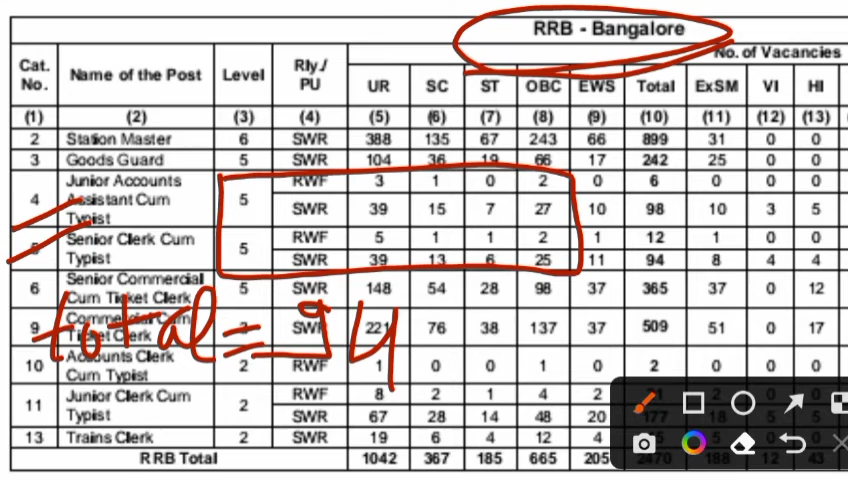 RRB - Bangalore
No. of Vacancies
Cat. No. Name of the Post Level Rly./ PU UR SC ST OBC EWS Total ExSM VI HI
(1) (2) (3) (4) (5) (6) (7) (8) (9) (10) (11) (12) (13)
2 Station Master 6 SWR 388 135 67 243 66 899 31 0 0
3 Goods Guard 5 SWR 104 36 19 66 17 242 25 0 0
4 Junior Accounts Assistant Cum Typist 5 RWF 3 1 0 2 0 6 0 0 0
SWR 39 15 7 27 10 98 10 3 5
5 Senior Clerk Cum Typist 5 RWF 5 1 1 2 1 12 1 0 0
SWR 39 13 6 25 11 94 8 4 4
6 Senior Commercial Cum Ticket Clerk 5 SWR 148 54 28 98 37 365 37 0 12
9 Commercial Cum Ticket Clerk 3 SWR 221 76 38 137 37 509 51 0 17
total = 94
10 Accounts Clerk Cum Typist 2 RWF 1 0 0 1 0 2 0 0 0
11 Junior Clerk Cum Typist 2 RWF 8 2 1 4 2
SWR 67 28 14 48 20 177 18 5 5
13 Trains Clerk 2 SWR 19 6 4 12 4
RRB Total 1042 367 185 665 205 2470 188 12 43